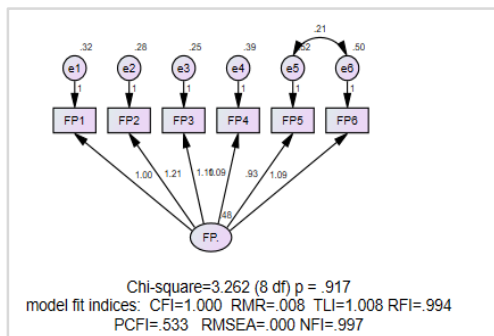 .21
.32 .28 .25 .39 .52 .50
e1 e2 e3 e4 e5 e6
1 1 1 1 1 1
FP1 FP2 FP3 FP4 FP5 FP6
1.00 1.21 1.09 .93 1.09
.48
FP.
Chi-square=3.262 (8 df) p = .917
model fit indices: CFI=1.000 RMR=.008 TLI=1.008 RFI=.994
PCFI=.533 RMSEA=.000 NFI=.997